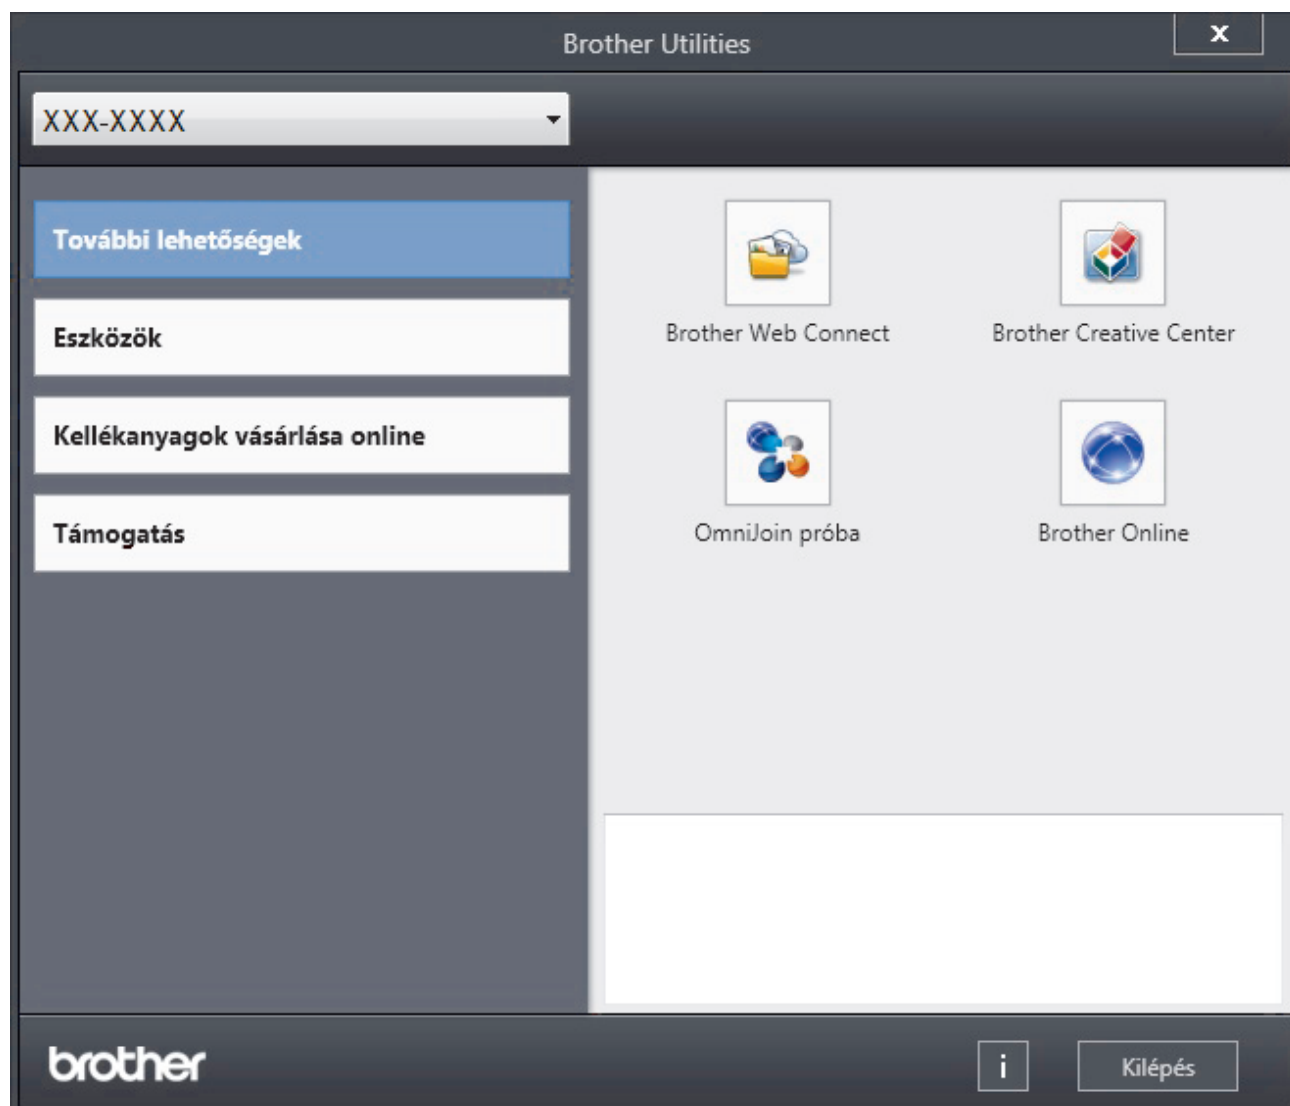 Brother Utilities
x
XXX-XXXX
További lehetőségek
Eszközök
Kellékanyagok vásárlása online
Támogatás
Brother Web Connect
Brother Creative Center
OmniJoin próba
Brother Online
brother
i
Kilépés